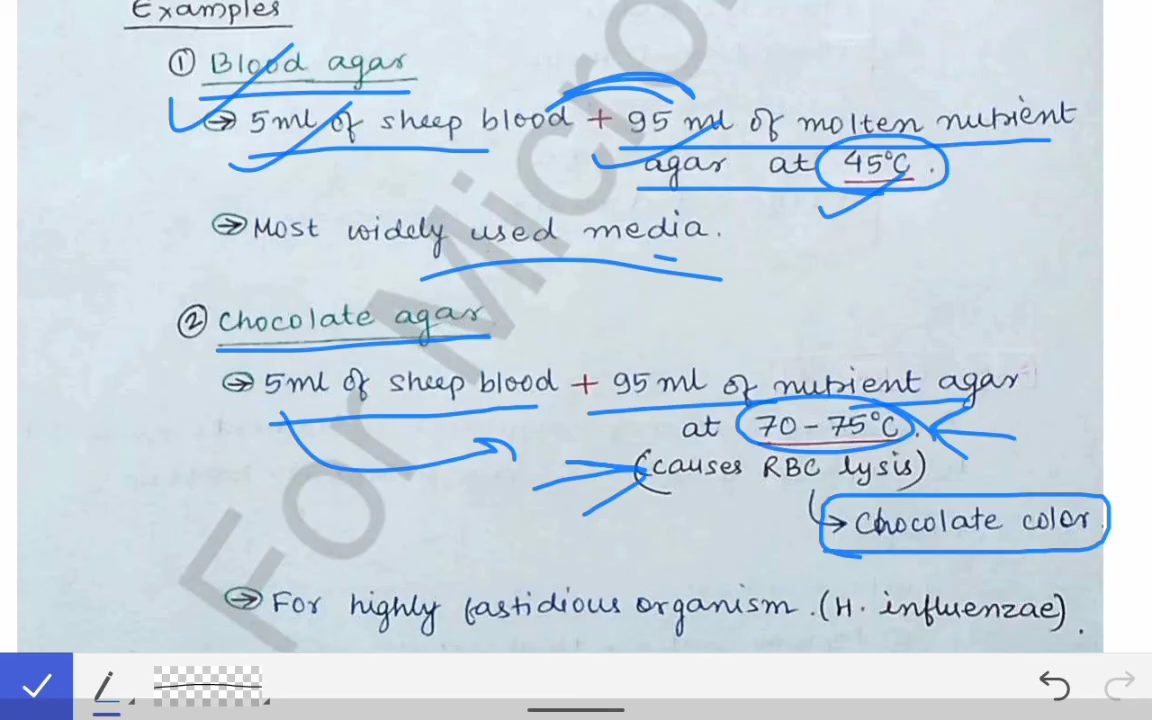 Examples
① Blood agar
→ 5ml of sheep blood + 95 ml of molten nutrient
agar at 45°C.
→ Most widely used media.
② Chocolate agar
→ 5ml of sheep blood + 95 ml of nutrient agar
at 70-75°C.
(causes RBC lysis)
→ Chocolate color.
→ For highly fastidious organism. (H. influenzae).
For Micro